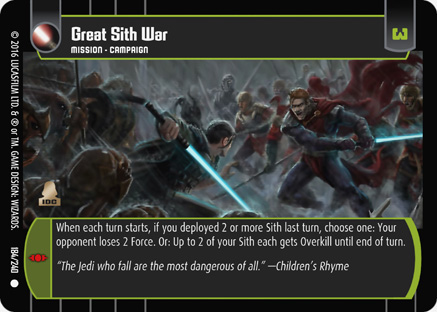 Great Sith War
3
MISSION • CAMPAIGN
IDC
When each turn starts, if you deployed 2 or more Sith last turn, choose one: Your
opponent loses 2 Force. Or: Up to 2 of your Sith each gets Overkill until end of turn.
"The Jedi who fall are the most dangerous of all." —Children's Rhyme
© 2016 LUCASFILM LTD. & ® or TM. GAME DESIGN: WIZARDS. 184/240